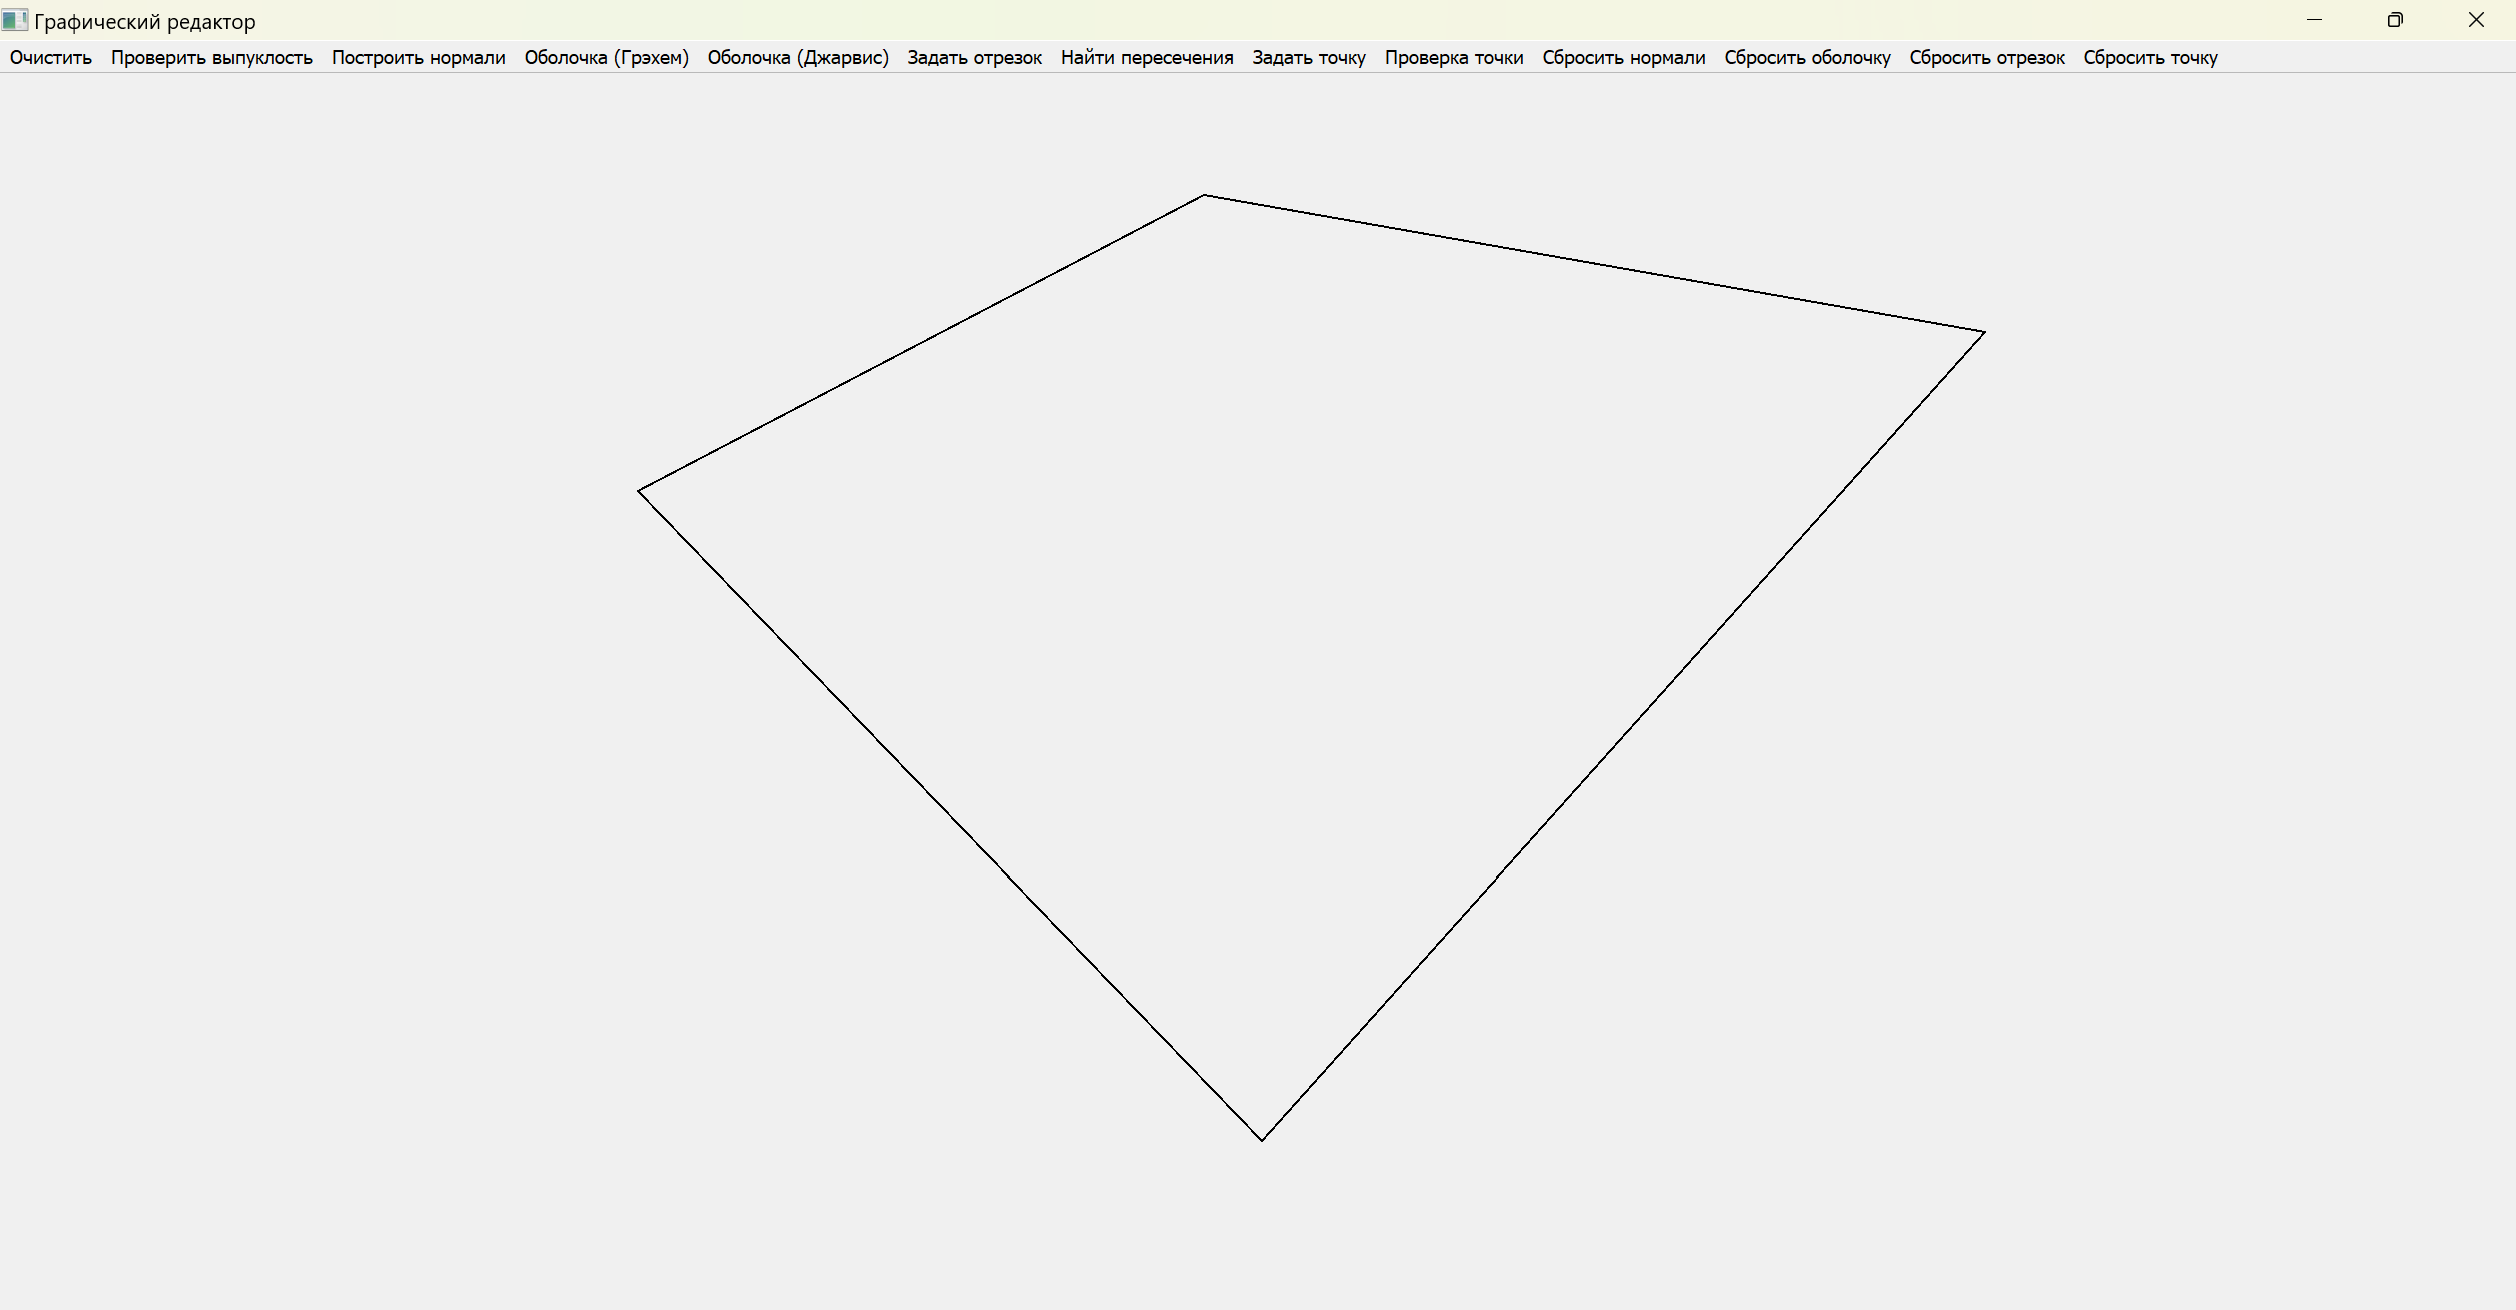 Графический редактор
Очистить Проверить выпуклость Построить нормали Оболочка (Грэхем) Оболочка (Джарвис) Задать отрезок Найти пересечения Задать точку Проверка точки Сбросить нормали Сбросить оболочку Сбросить отрезок Сбросить точку